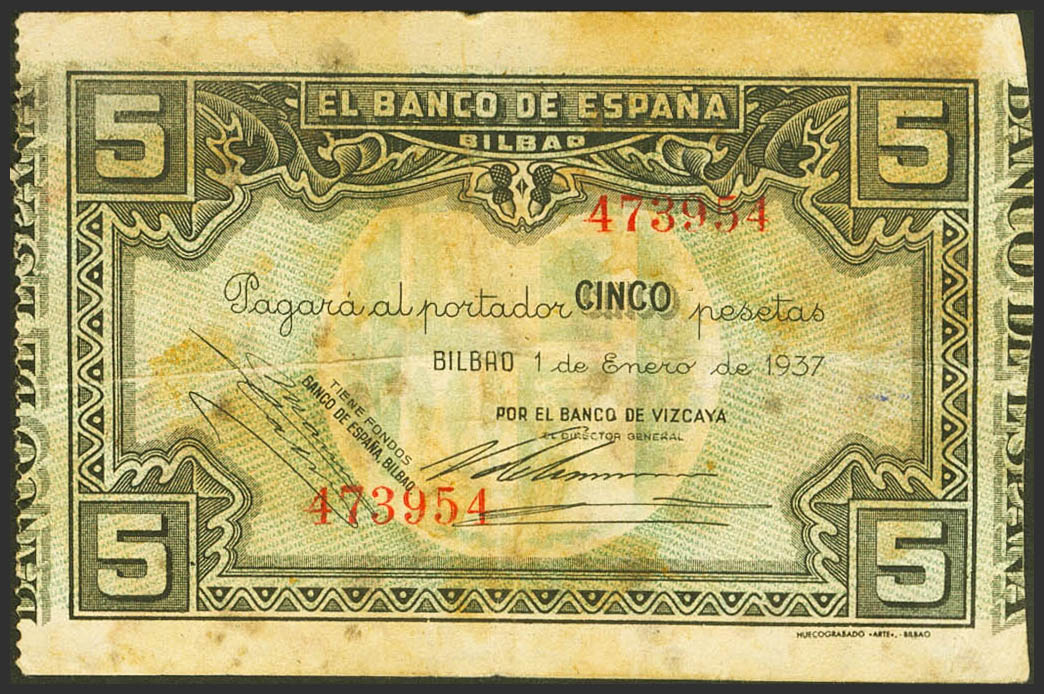 5 EL BANCO DE ESPAÑA 5
BILBAO
473954
Pagará al portador CINCO pesetas
BILBAO 1 de Enero de 1937
POR EL BANCO DE VIZCAYA
EL DIRECTOR GENERAL
TIENE FONDOS
BANCO DE ESPAÑA, BILBAO
473954
5 5
HUECOGRABADO «ARTE», - BILBAO
BANCO DE ESPAÑA
BANCO DE ESPAÑA